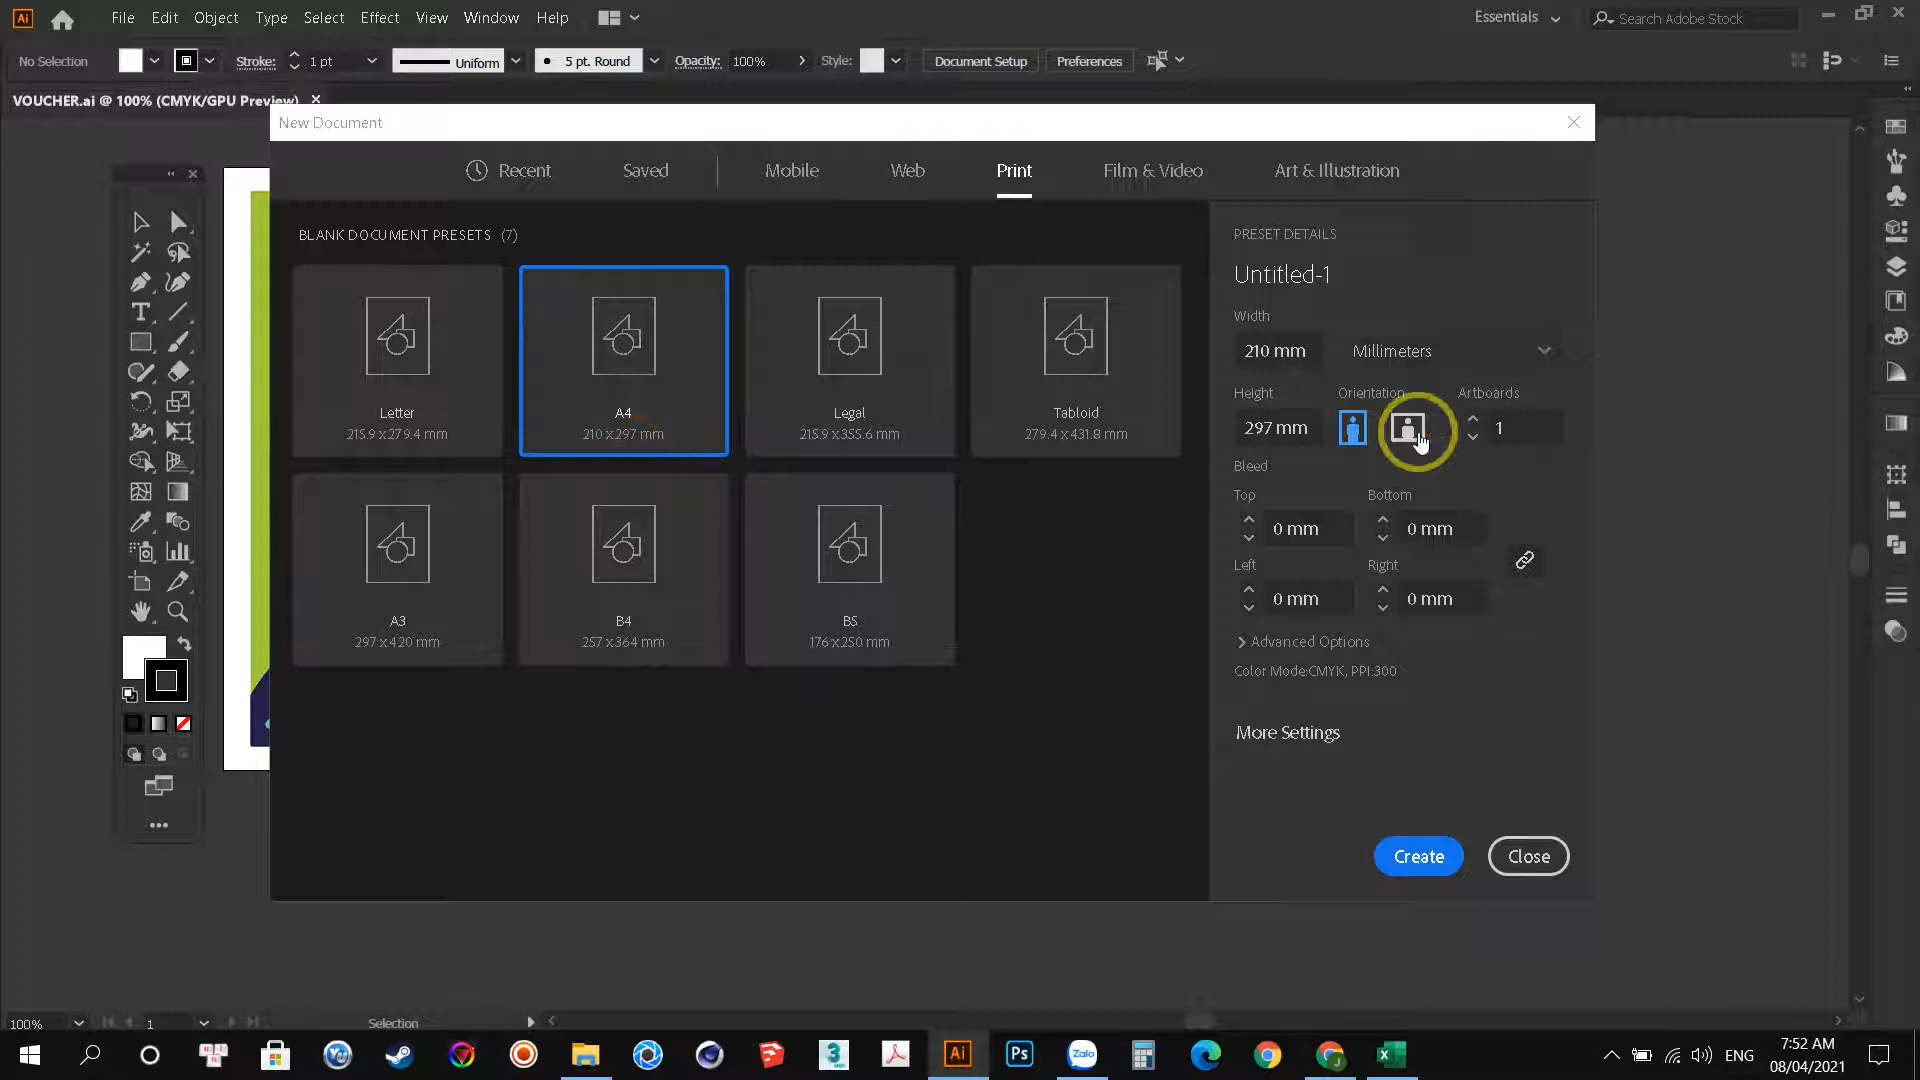 Ai File Edit Object Type Select Effect View Window Help Essentials Search Adobe Stock
No Selection Stroke: 1 pt Uniform 5 pt. Round Opacity: 100% Style: Document Setup Preferences
VOUCHER.ai @ 100% (CMYK/GPU Preview)
New Document
Recent Saved Mobile Web Print Film & Video Art & Illustration
BLANK DOCUMENT PRESETS (7)
Letter
215.9 x 279.4 mm
A4
210 x 297 mm
Legal
215.9 x 355.6 mm
Tabloid
279.4 x 431.8 mm
A3
297 x 420 mm
B4
257 x 364 mm
B5
176 x 250 mm
PRESET DETAILS
Untitled-1
Width
210 mm Millimeters
Height Orientation Artboards
297 mm 1
Bleed
Top Bottom
0 mm 0 mm
Left Right
0 mm 0 mm
Advanced Options
Color Mode:CMYK, PPI:300
More Settings
Create Close
100% 1 Selection
Ai Ps Zalo ENG
7:52 AM
08/04/2021